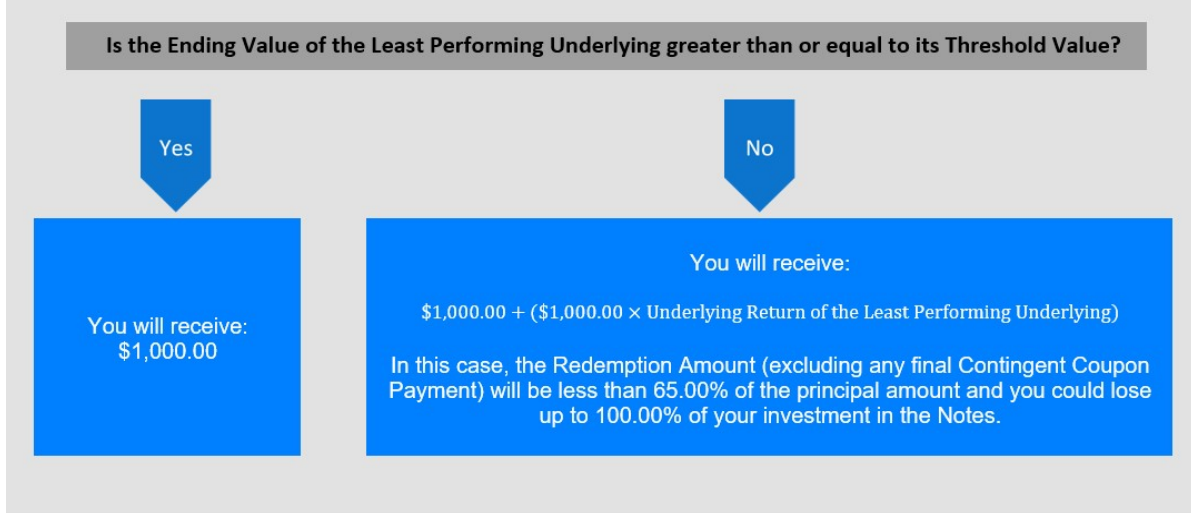 Is the Ending Value of the Least Performing Underlying greater than or equal to its Threshold Value?
Yes
No
You will receive:
$1,000.00
You will receive:
$1,000.00 + ($1,000.00 × Underlying Return of the Least Performing Underlying)
In this case, the Redemption Amount (excluding any final Contingent Coupon
Payment) will be less than 65.00% of the principal amount and you could lose
up to 100.00% of your investment in the Notes.